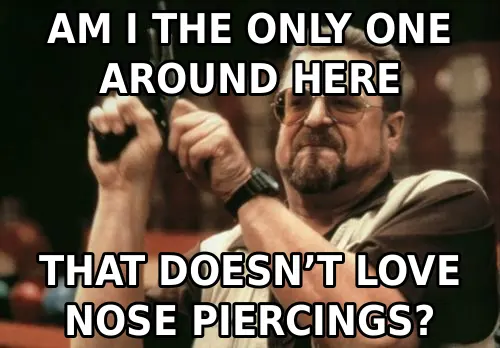 AM I THE ONLY ONE
AROUND HERE
THAT DOESN'T LOVE
NOSE PIERCINGS?